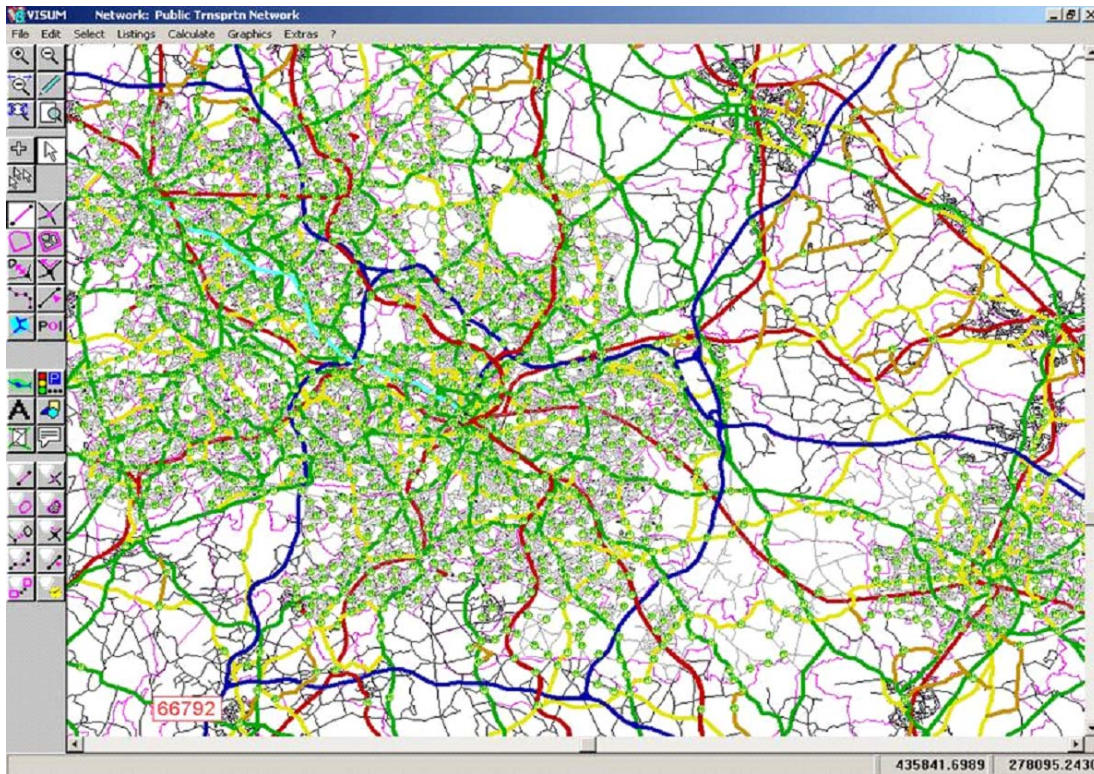 VISUM Network: Public Trnsprtn Network
File Edit Select Listings Calculate Graphics Extras ?
POI
P
A
66792
435841.6989 278095.2430